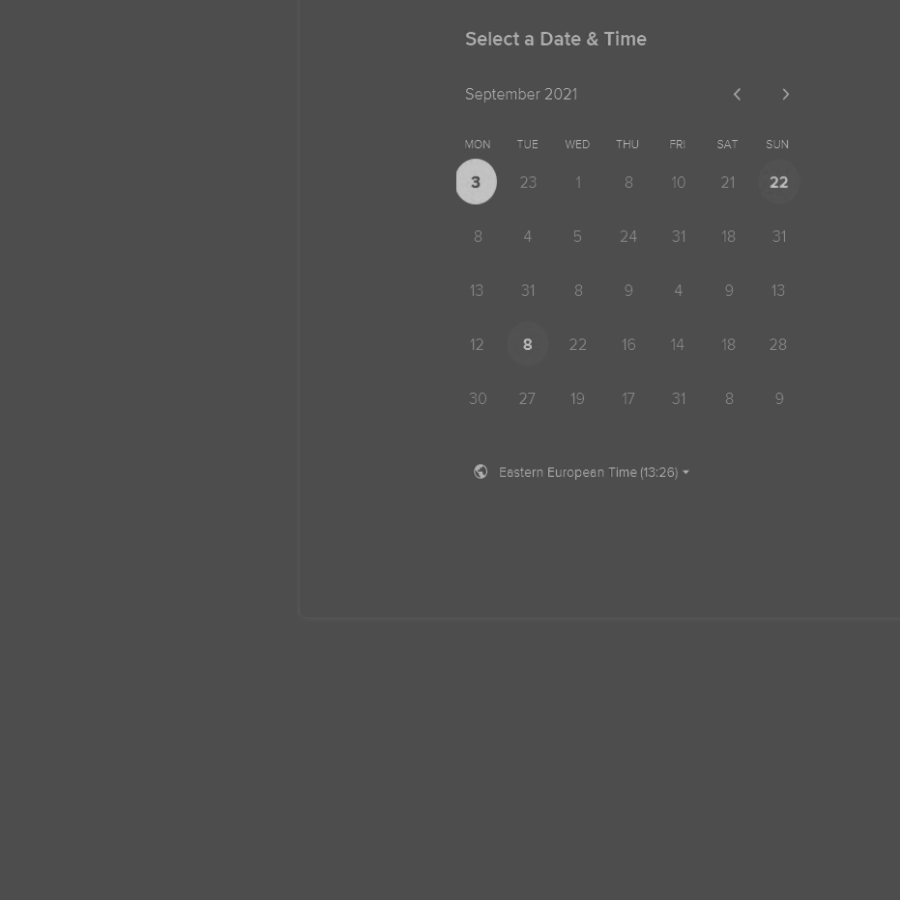 Select a Date & Time
September 2021
MON TUE WED THU FRI SAT SUN
3 23 1 8 10 21 22
8 4 5 24 31 18 31
13 31 8 9 4 9 13
12 8 22 16 14 18 28
30 27 19 17 31 8 9
Eastern European Time (13:26)